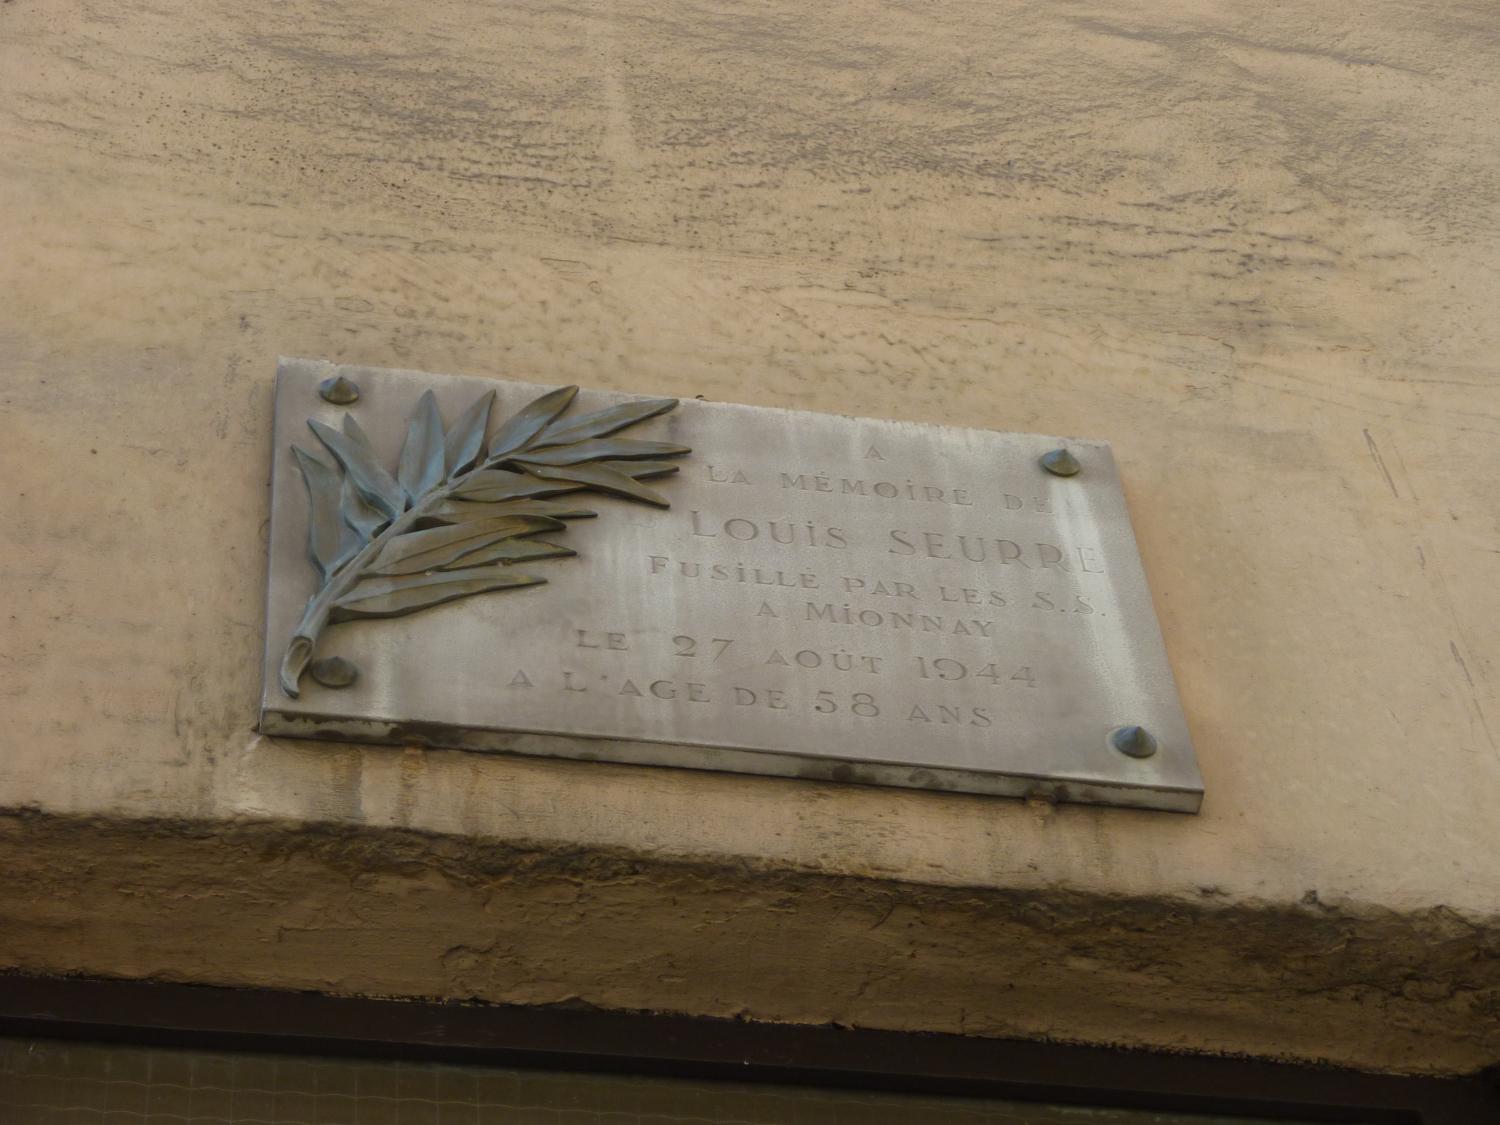 A
LA MÉMOIRE DE
LOUIS SEURRE
FUSILLÉ PAR LES S.S.
A MIONNAY
LE 27 AOÛT 1944
A L'AGE DE 58 ANS